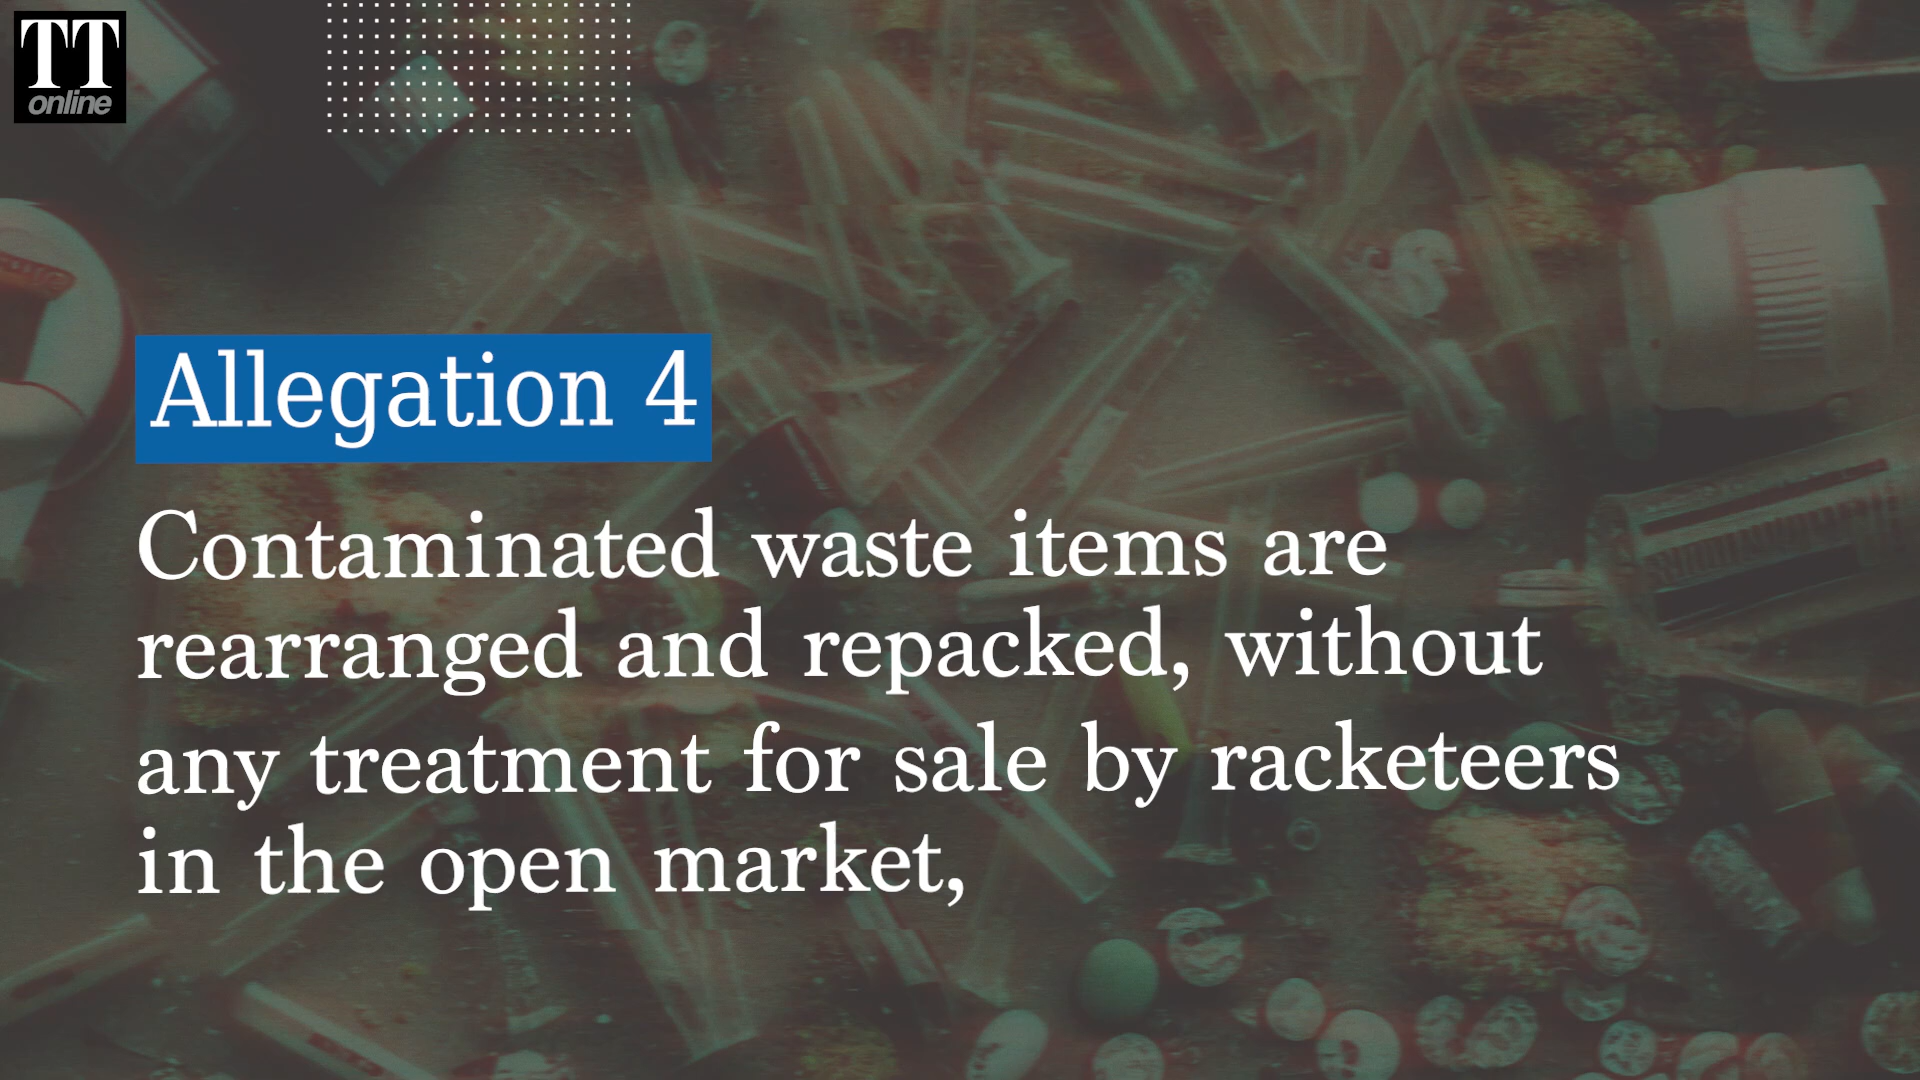 TT
online
Allegation 4
Contaminated waste items are
rearranged and repacked, without
any treatment for sale by racketeers
in the open market,